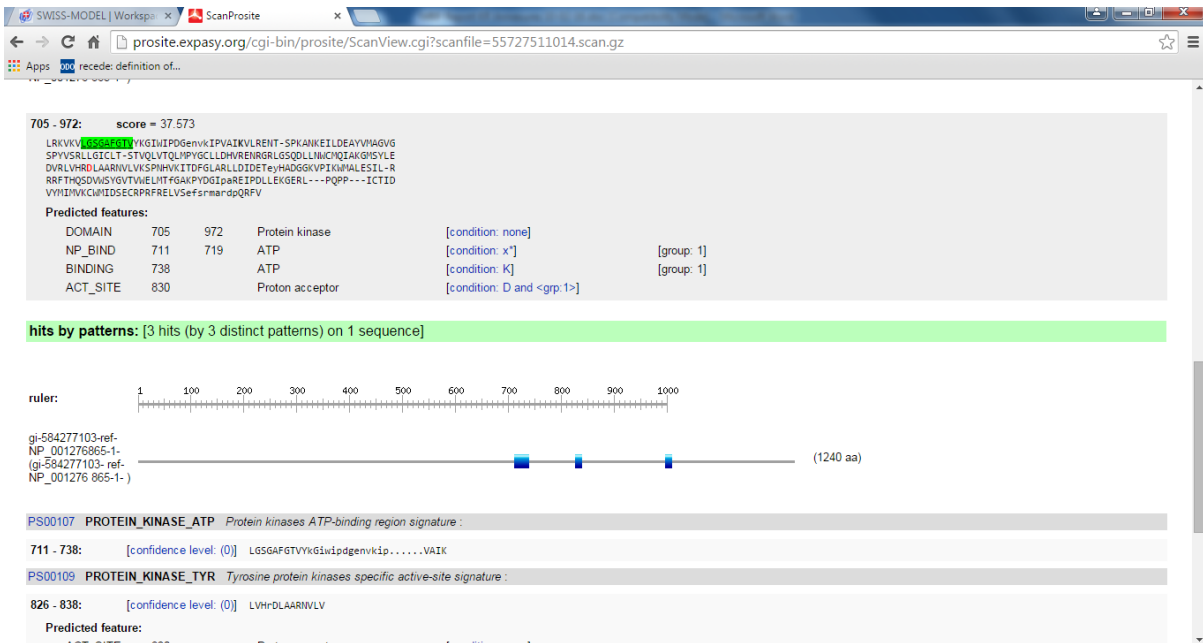 SWISS-MODEL | Workspa
ScanProsite
prosite.expasy.org/cgi-bin/prosite/ScanView.cgi?scanfile=55727511014.scan.gz
Apps
recede: definition of...
705 - 972: score = 37.573
LRKVKVLGSGAFGTVYKGIWIPDGenvkIPVAIKVLRENT-SPKANKEILDEAYVMAGVG
SPYVSRLLGICLT-STVQLVTQLMPYGCLLDHVRENRGRLGSQDLLNWCMQIAKGMSYLE
DVRLVHRDLAARNVLVKSPNHVKITDFGLARLLDIDETeyHADGGKVPIKWMALESIL-R
RRFTHQSDVWSYGVTVWELMTfGAKPYDGIpaREIPDLLEKGERL---PQPP---ICTID
VYMIMVKCWMIDSECRPRFRELVSefsrmardpQRFV
Predicted features:
DOMAIN 705 972 Protein kinase [condition: none]
NP_BIND 711 719 ATP [condition: x*] [group: 1]
BINDING 738 ATP [condition: K] [group: 1]
ACT_SITE 830 Proton acceptor [condition: D and <grp:1>]
hits by patterns: [3 hits (by 3 distinct patterns) on 1 sequence]
ruler: 1 100 200 300 400 500 600 700 800 900 1000
gi-584277103-ref-
NP_001276865-1-
(gi-584277103- ref-
NP_001276 865-1- )
(1240 aa)
PS00107 PROTEIN_KINASE_ATP Protein kinases ATP-binding region signature :
711 - 738: [confidence level: (0)] LGSGAFGTVYkGiwipdgenvkip......VAIK
PS00109 PROTEIN_KINASE_TYR Tyrosine protein kinases specific active-site signature :
826 - 838: [confidence level: (0)] LVHrDLAARNVLV
Predicted feature: